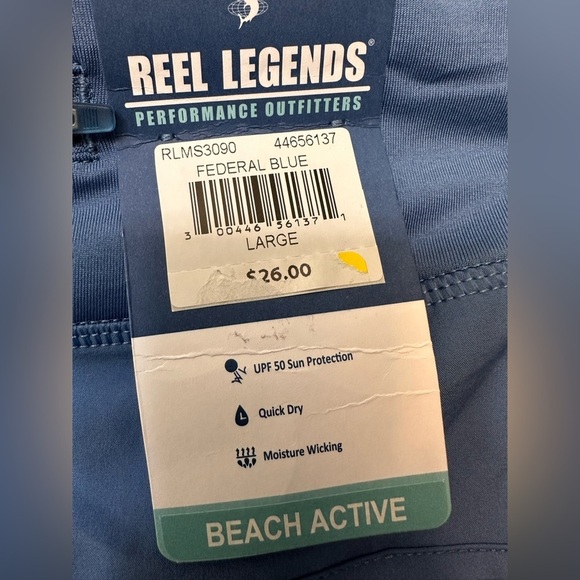 REEL LEGENDS®
PERFORMANCE OUTFITTERS
RLMS3090 44656137
FEDERAL BLUE
3 00446 56137 1
LARGE
$26.00
UPF 50 Sun Protection
Quick Dry
Moisture Wicking
BEACH ACTIVE